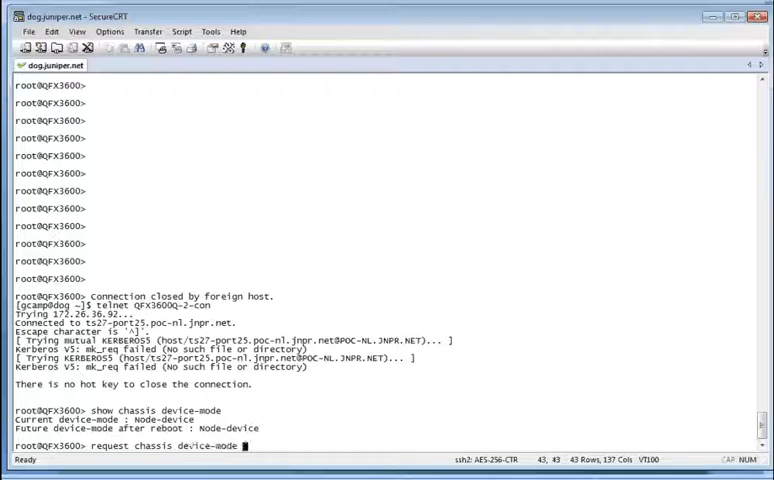 dog.juniper.net - SecureCRT
File Edit View Options Transfer Script Tools Help
dog.juniper.net
root@QFX3600>
root@QFX3600>
root@QFX3600>
root@QFX3600>
root@QFX3600>
root@QFX3600>
root@QFX3600>
root@QFX3600>
root@QFX3600>
root@QFX3600>
root@QFX3600>
root@QFX3600>
root@QFX3600> Connection closed by foreign host.
[gcamp@dog ~]$ telnet QFX3600Q-2-con
Trying 172.26.36.92...
Connected to ts27-port25.poc-nl.jnpr.net.
Escape character is '^]'.
[ Trying mutual KERBEROS5 (host/ts27-port25.poc-nl.jnpr.net@POC-NL.JNPR.NET)... ]
Kerberos V5: mk_req failed (No such file or directory)
[ Trying KERBEROS5 (host/ts27-port25.poc-nl.jnpr.net@POC-NL.JNPR.NET)... ]
Kerberos V5: mk_req failed (No such file or directory)
There is no hot key to close the connection.
root@QFX3600> show chassis device-mode
Current device-mode : Node-device
Future device-mode after reboot : Node-device
root@QFX3600> request chassis device-mode
Ready ssh2: AES-256-CTR 43, 43 43 Rows, 137 Cols VT100 CAP NUM